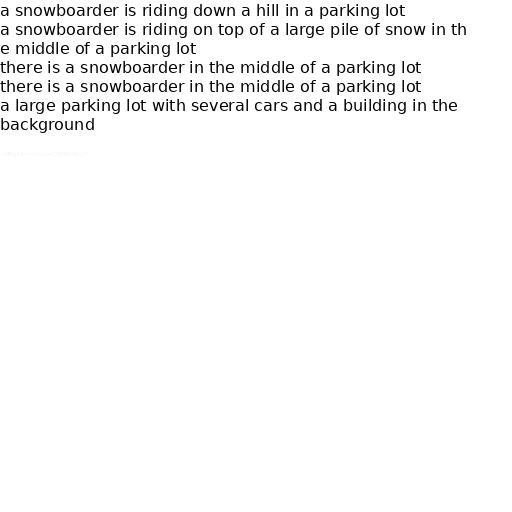 a snowboarder is riding down a hill in a parking lot
a snowboarder is riding on top of a large pile of snow in th
e middle of a parking lot
there is a snowboarder in the middle of a parking lot
there is a snowboarder in the middle of a parking lot
a large parking lot with several cars and a building in the
background